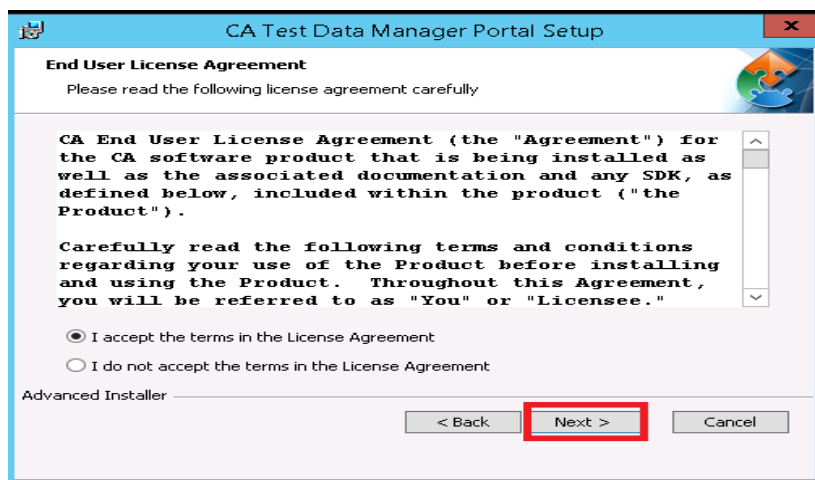 CA Test Data Manager Portal Setup
x
End User License Agreement
Please read the following license agreement carefully
CA End User License Agreement (the "Agreement") for
the CA software product that is being installed as
well as the associated documentation and any SDK, as
defined below, included within the product ("the
Product").
Carefully read the following terms and conditions
regarding your use of the Product before installing
and using the Product.  Throughout this Agreement,
you will be referred to as "You" or "Licensee."
I accept the terms in the License Agreement
I do not accept the terms in the License Agreement
Advanced Installer
< Back Next > Cancel